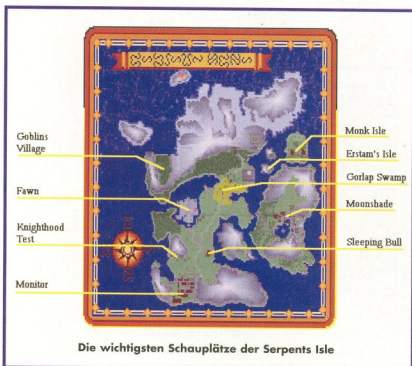 Goblins
Village
Fawn
Knighthood
Test
Monitor
Monk Isle
Erstam's Isle
Gorlap Swamp
Moonshade
Sleeping Bull
Die wichtigsten Schauplätze der Serpents Isle